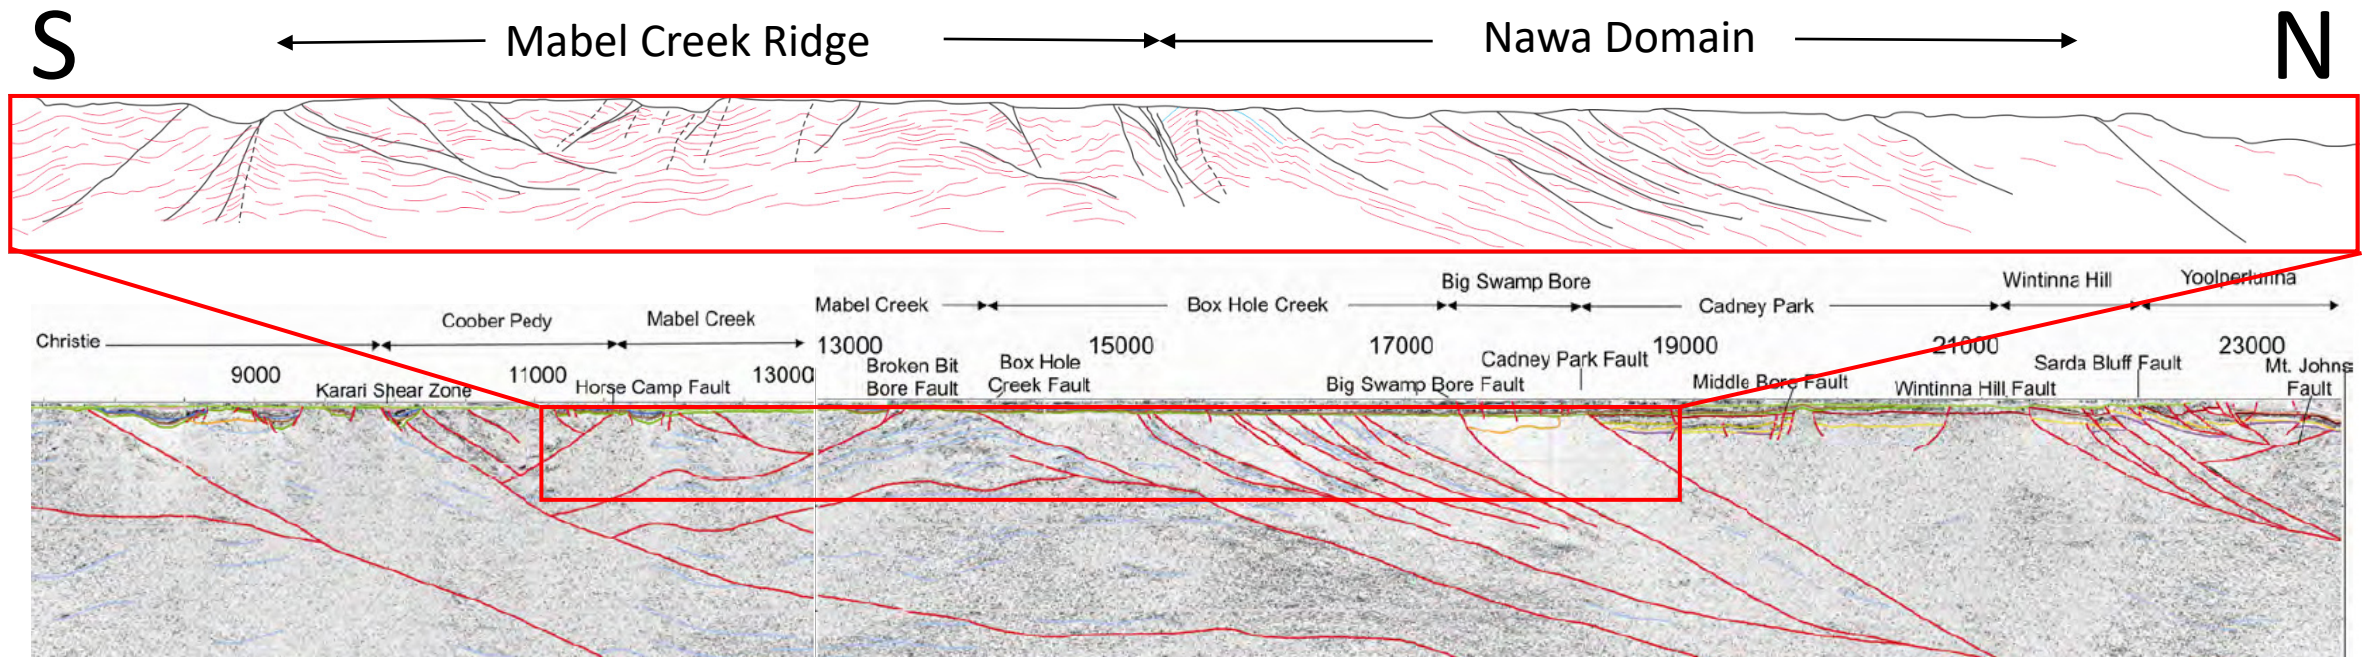 S
Mabel Creek Ridge
Nawa Domain
N
Big Swamp Bore
Wintinna Hill
Yoolperlunna
Mabel Creek
Box Hole Creek
Cadney Park
Coober Pedy
Mabel Creek
Christie
13000
15000
17000
19000
21000
23000
Broken Bit
Bore Fault
Box Hole
Creek Fault
Cadney Park Fault
Sarda Bluff Fault
Mt. Johns
Fault
9000
11000
13000
Karari Shear Zone
Horse Camp Fault
Big Swamp Bore Fault
Middle Bore Fault
Wintinna Hill Fault